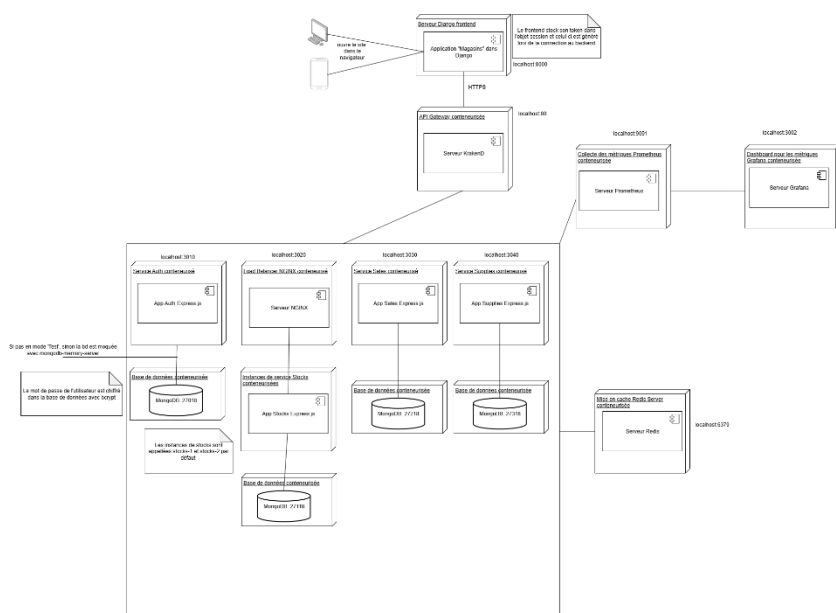 Serveur Django frontend
Application "Magasins" dans
Django
Le frontend stock son token dans
l'objet session et celui ci est généré
lors de la connection au backend
ouvre le site
dans le
navigateur
localhost:8000
HTTP
API Gateway conteneurisée
localhost:80
Serveur KrakenD
localhost:9001
Collecte des métriques Prometheus
conteneurisée
Serveur Prometheus
localhost:3002
Dashboard pour les métriques
Grafana conteneurisée
Serveur Grafana
localhost:3010
Service Auth conteneurisé
App Auth Express.js
localhost:3020
Load Balancer NGINX conteneurisé
Serveur NGINX
localhost:3030
Service Sales conteneurisé
App Sales Express.js
localhost:3040
Service Supplies conteneurisé
App Supplies Express.js
Si pas en mode 'Test', sinon la bd est moquée
avec mongodb-memory-server
Le mot de passe de l'utilisateur est chiffré
dans la base de données avec bcrypt
Base de données conteneurisée
MongoDB
Instances de service Stocks
conteneurisées
App Stocks Express.js
Base de données conteneurisée
MongoDB
Base de données conteneurisée
MongoDB
Les instances de stocks sont
appellées stocks-1 et stocks-2 par
défaut
Base de données conteneurisée
MongoDB
Mise en cache Redis Server
conteneurisée
Serveur Redis
localhost:6379